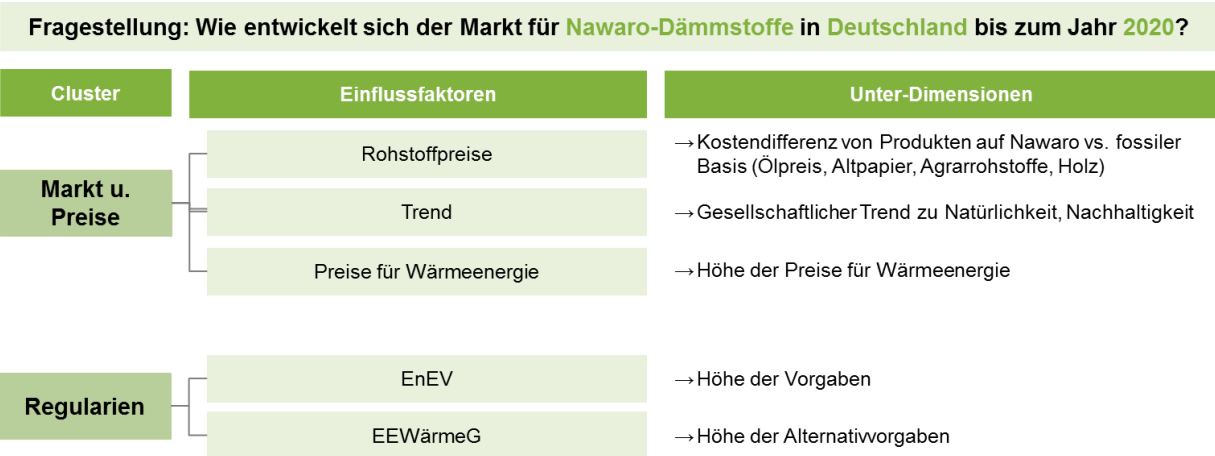 Fragestellung: Wie entwickelt sich der Markt für Nawaro-Dämmstoffe in Deutschland bis zum Jahr 2020?
Cluster
Einflussfaktoren
Unter-Dimensionen
Markt u.
Preise
Rohstoffpreise
→Kostendifferenz von Produkten auf Nawaro vs. fossiler
Basis (Ölpreis, Altpapier, Agrarrohstoffe, Holz)
Trend
→Gesellschaftlicher Trend zu Natürlichkeit, Nachhaltigkeit
Preise für Wärmeenergie
→Höhe der Preise für Wärmeenergie
Regularien
EnEV
→Höhe der Vorgaben
EEWärmeG
→Höhe der Alternativvorgaben